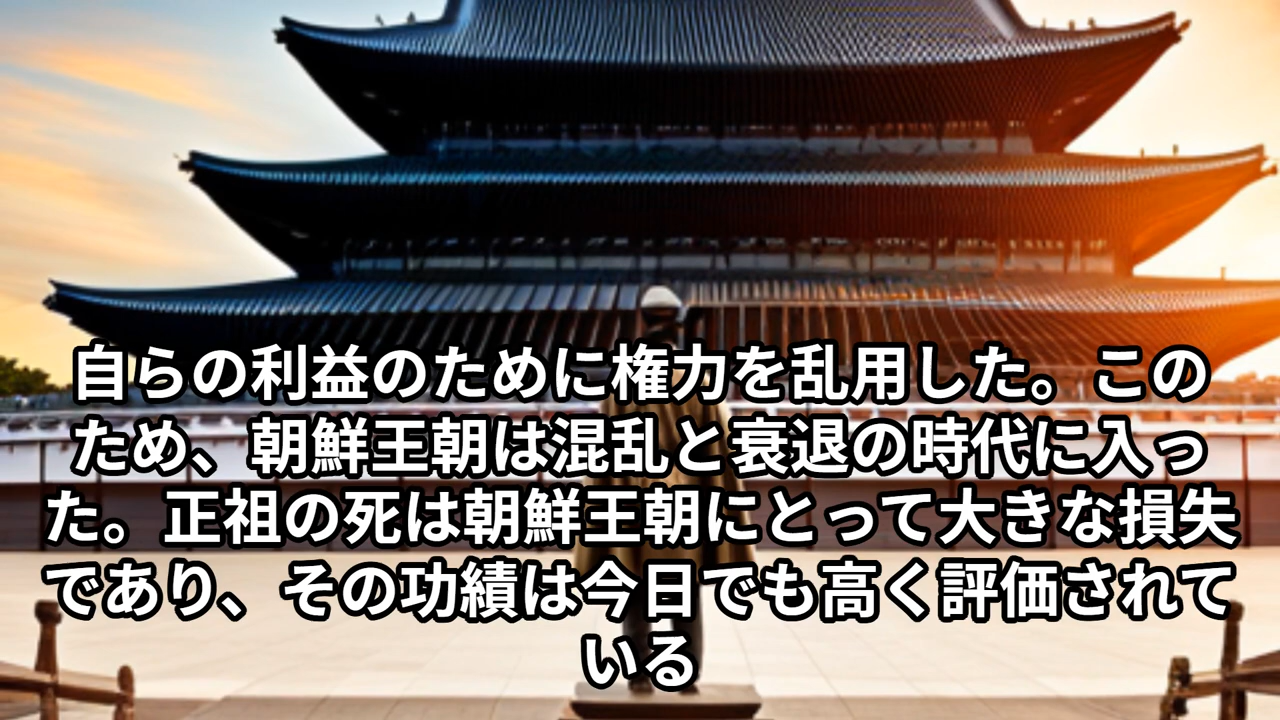 自らの利益のために権力を乱用した。この
ため、朝鮮王朝は混乱と衰退の時代に入っ
た。正祖の死は朝鮮王朝にとって大きな損失
であり、その功績は今日でも高く評価されて
いる